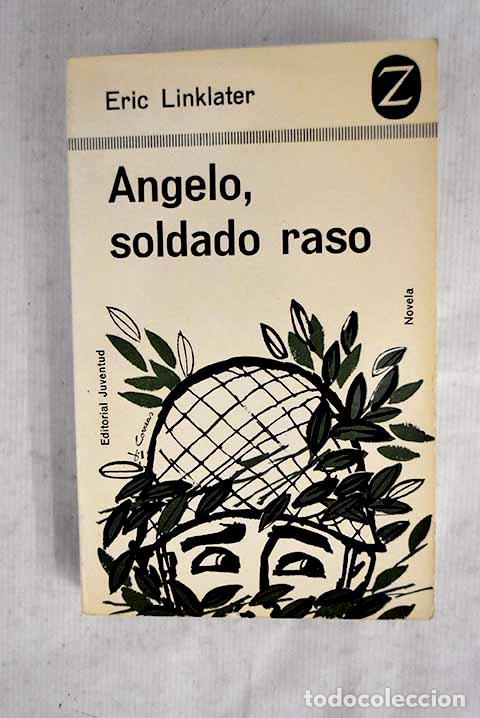 Eric Linklater
Z
Angelo,
soldado raso
Editorial Juventud
Novela
todocoleccion